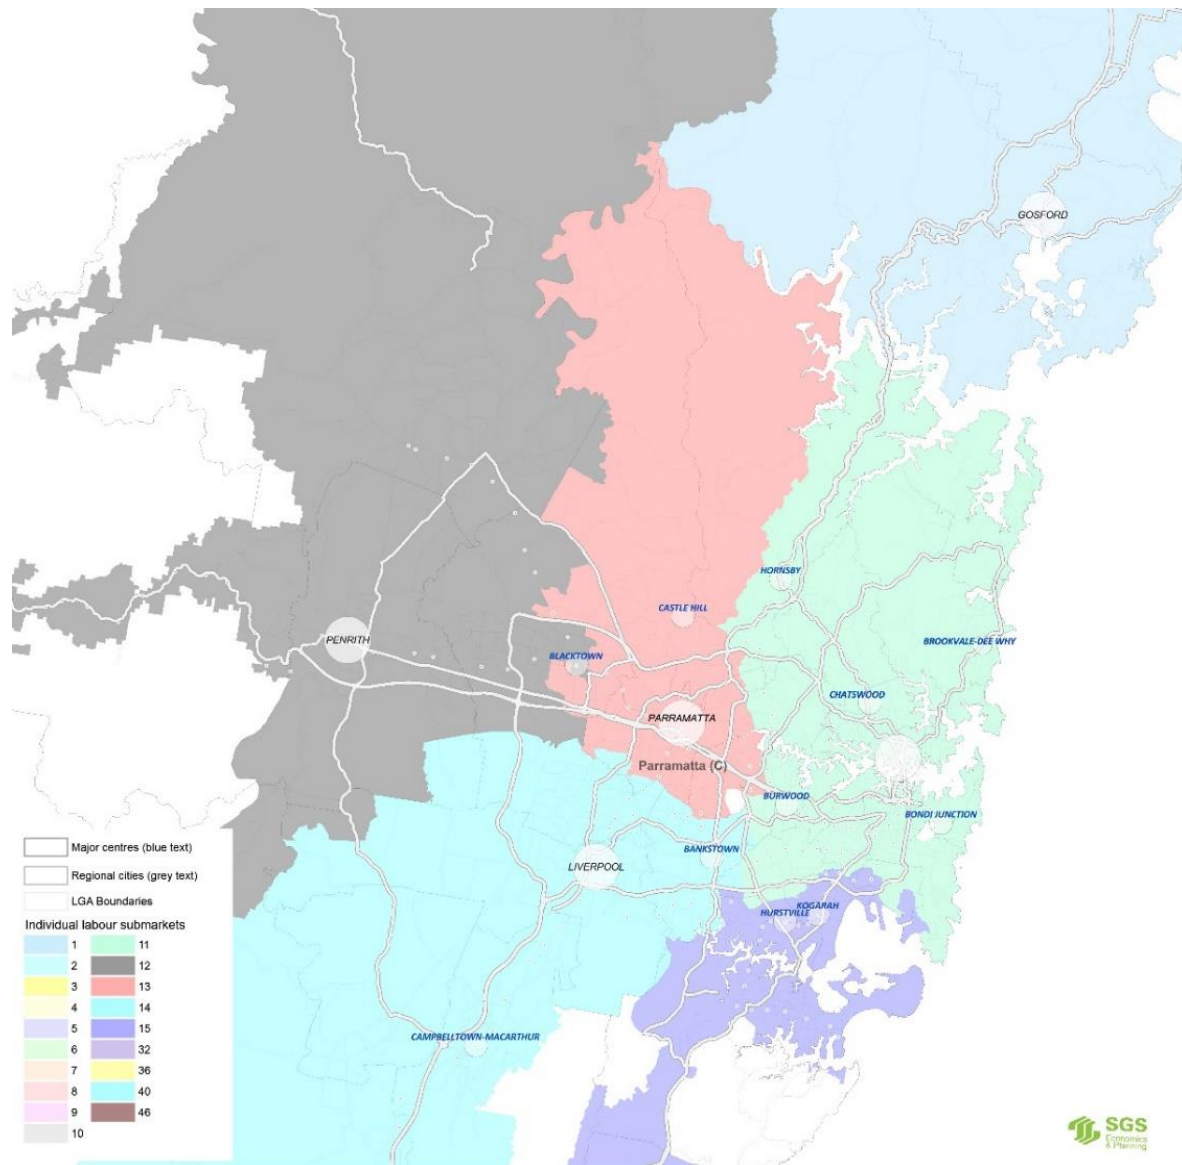 GOSFORD
HORNSBY
CASTLE HILL
PENRITH
BROOKVALE-DEE WHY
BLACKTOWN
CHATSWOOD
PARRAMATTA
Parramatta (C)
BURWOOD
BONDI JUNCTION
BANKSTOWN
LIVERPOOL
KOGARAH
HURSTVILLE
CAMPBELLTOWN-MACARTHUR
Major centres (blue text)
Regional cities (grey text)
LGA Boundaries
Individual labour submarkets
1 11
2 12
3 13
4 14
5 15
6 32
7 36
8 40
9 46
10
SGS
Economics
& Planning